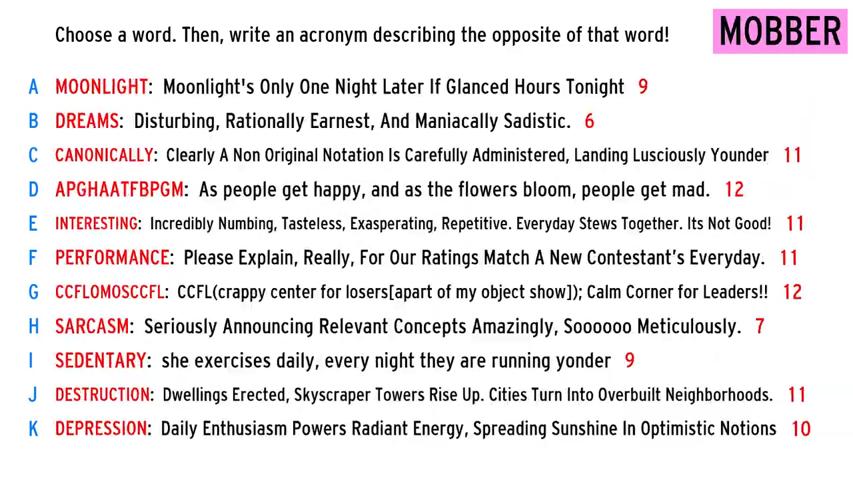 Choose a word. Then, write an acronym describing the opposite of that word!
MOBBER
A MOONLIGHT: Moonlight's Only One Night Later If Glanced Hours Tonight 9
B DREAMS: Disturbing, Rationally Earnest, And Maniacally Sadistic. 6
C CANONICALLY: Clearly A Non Original Notation Is Carefully Administered, Landing Lusciously Younder 11
D APGHAATFBPGM: As people get happy, and as the flowers bloom, people get mad. 12
E INTERESTING: Incredibly Numbing, Tasteless, Exasperating, Repetitive. Everyday Stews Together. Its Not Good! 11
F PERFORMANCE: Please Explain, Really, For Our Ratings Match A New Contestant's Everyday. 11
G CCFLOMOSCCFL: CCFL(crappy center for losers[apart of my object show]); Calm Corner for Leaders!! 12
H SARCASM: Seriously Announcing Relevant Concepts Amazingly, Sooooooo Meticulously. 7
I SEDENTARY: she exercises daily, every night they are running yonder 9
J DESTRUCTION: Dwellings Erected, Skyscraper Towers Rise Up. Cities Turn Into Overbuilt Neighborhoods. 11
K DEPRESSION: Daily Enthusiasm Powers Radiant Energy, Spreading Sunshine In Optimistic Notions 10